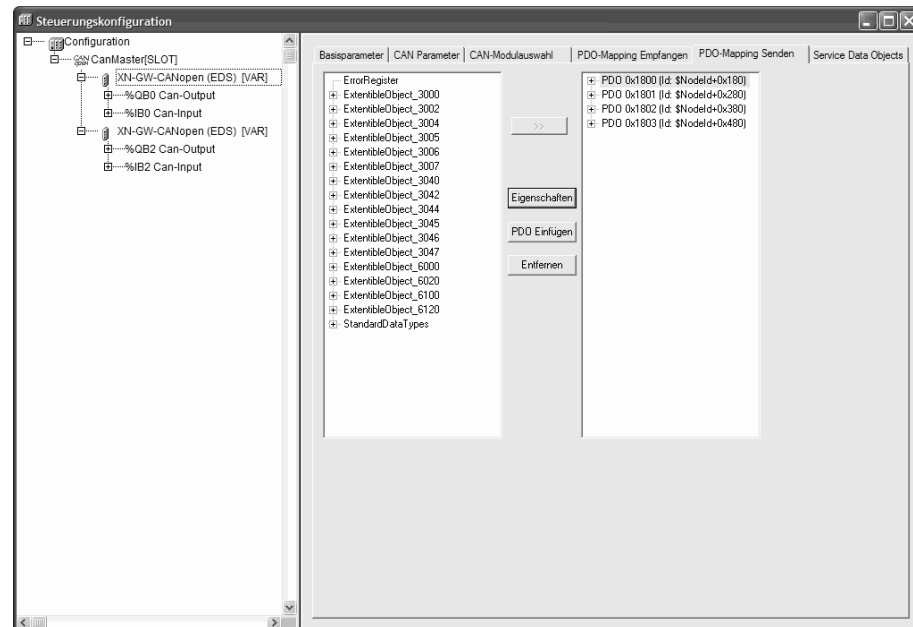 Steuerungskonfiguration
Configuration
CanMaster[SLOT]
XN-GW-CANopen (EDS) [VAR]
%QB0 Can-Output
%IB0 Can-Input
XN-GW-CANopen (EDS) [VAR]
%QB2 Can-Output
%IB2 Can-Input
Basisparameter
CAN Parameter
CAN-Modulauswahl
PDO-Mapping Empfangen
PDO-Mapping Senden
Service Data Objects
ErrorRegister
ExtentibleObject_3000
ExtentibleObject_3002
ExtentibleObject_3004
ExtentibleObject_3005
ExtentibleObject_3006
ExtentibleObject_3007
ExtentibleObject_3040
ExtentibleObject_3042
ExtentibleObject_3044
ExtentibleObject_3045
ExtentibleObject_3046
ExtentibleObject_3047
ExtentibleObject_6000
ExtentibleObject_6020
ExtentibleObject_6100
ExtentibleObject_6120
StandardDataTypes
>>
Eigenschaften
PDO Einfügen
Entfernen
PDO 0x1800 (Id: $NodeId+0x180)
PDO 0x1801 (Id: $NodeId+0x280)
PDO 0x1802 (Id: $NodeId+0x380)
PDO 0x1803 (Id: $NodeId+0x480)